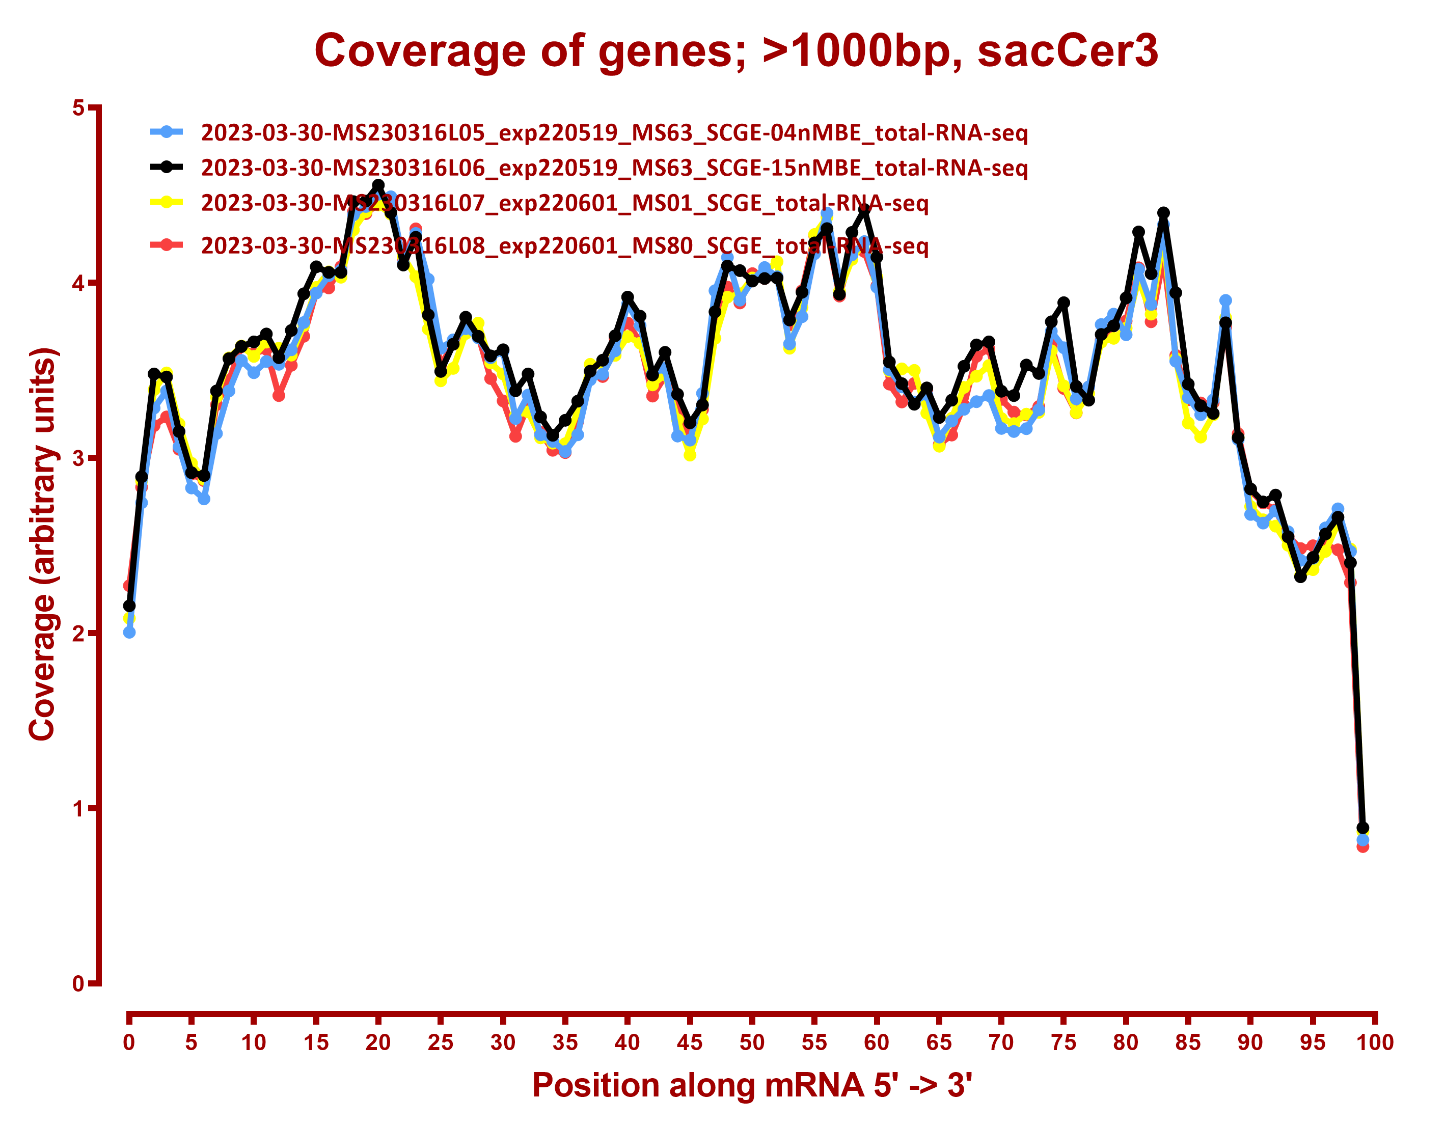 Coverage of genes; >1000bp, sacCer3
5
2023-03-30-MS230316L05_exp220519_MS63_SCGE-04nMBE_total-RNA-seq
2023-03-30-MS230316L06_exp220519_MS63_SCGE-15nMBE_total-RNA-seq
2023-03-30-MS230316L07_exp220601_MS01_SCGE_total-RNA-seq
2023-03-30-MS230316L08_exp220601_MS80_SCGE_total-RNA-seq
4
3
2
1
0
Coverage (arbitrary units)
0 5 10 15 20 25 30 35 40 45 50 55 60 65 70 75 80 85 90 95 100
Position along mRNA 5' -> 3'